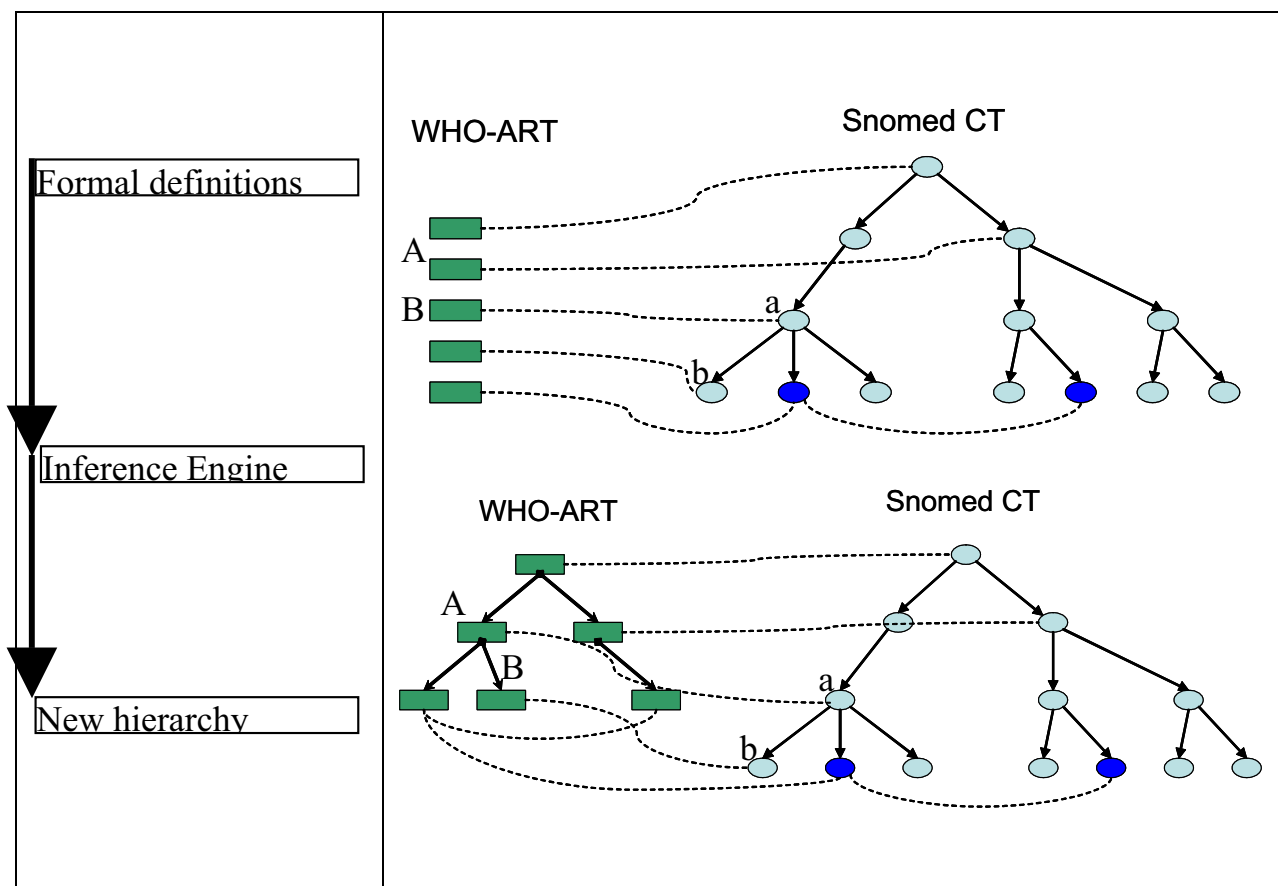 Formal definitions
Inference Engine
New hierarchy
WHO-ART
Snomed CT
A
B
a
b
WHO-ART
Snomed CT
A
B
a
b